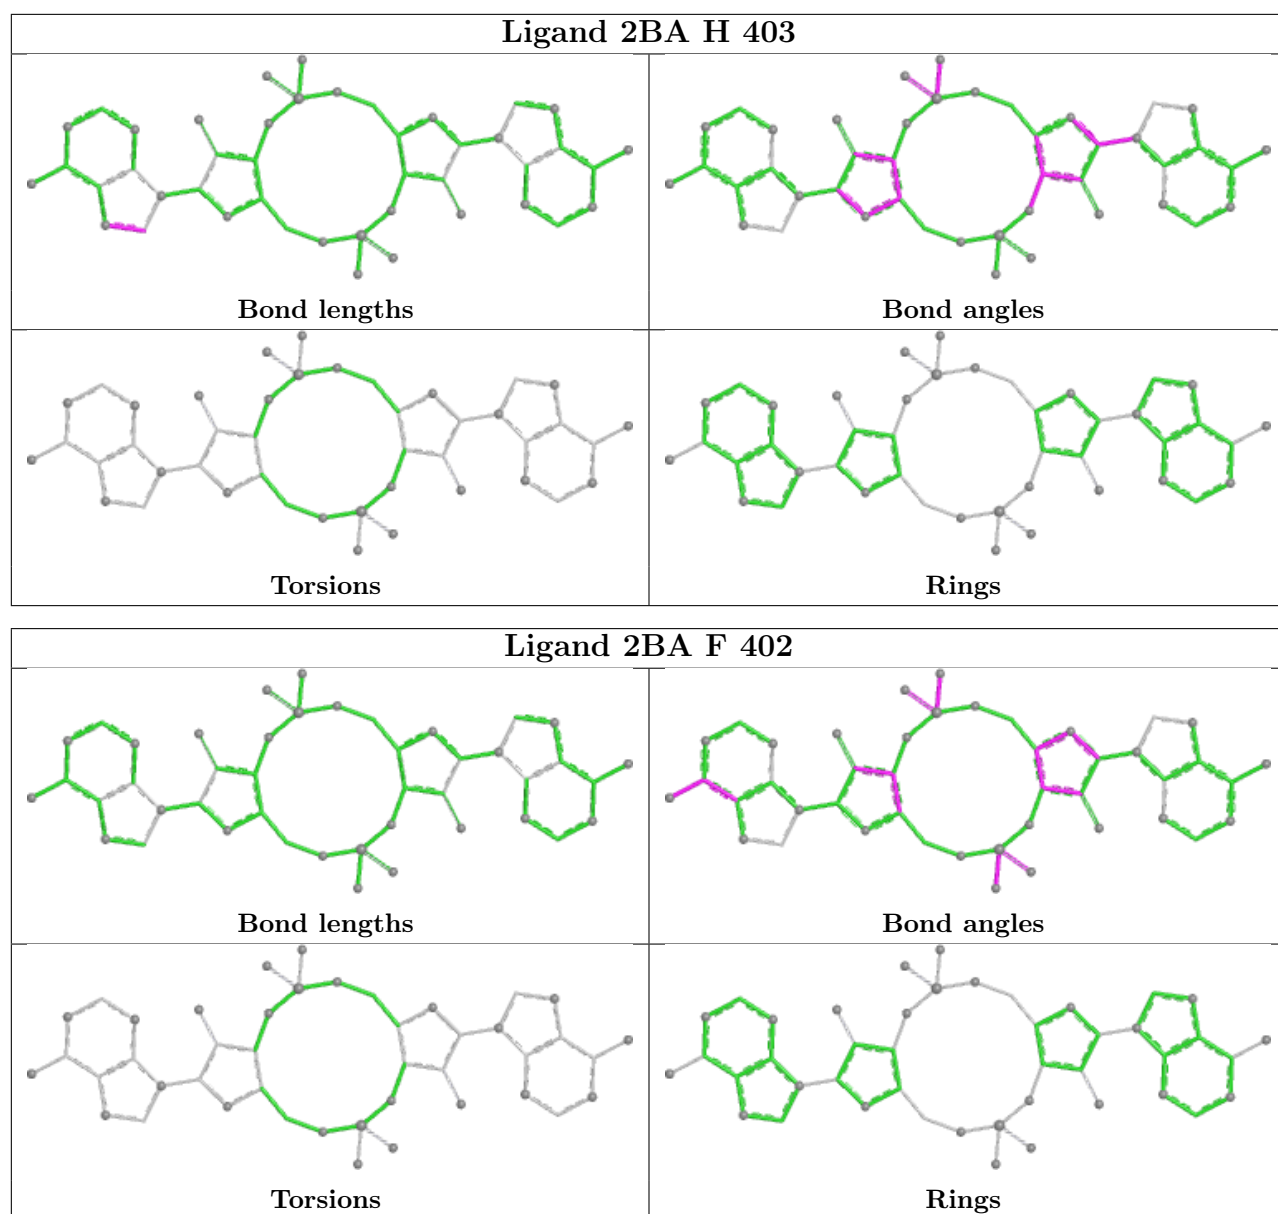 Ligand 2BA H 403
Bond lengths
Bond angles
Torsions
Rings
Ligand 2BA F 402
Bond lengths
Bond angles
Torsions
Rings